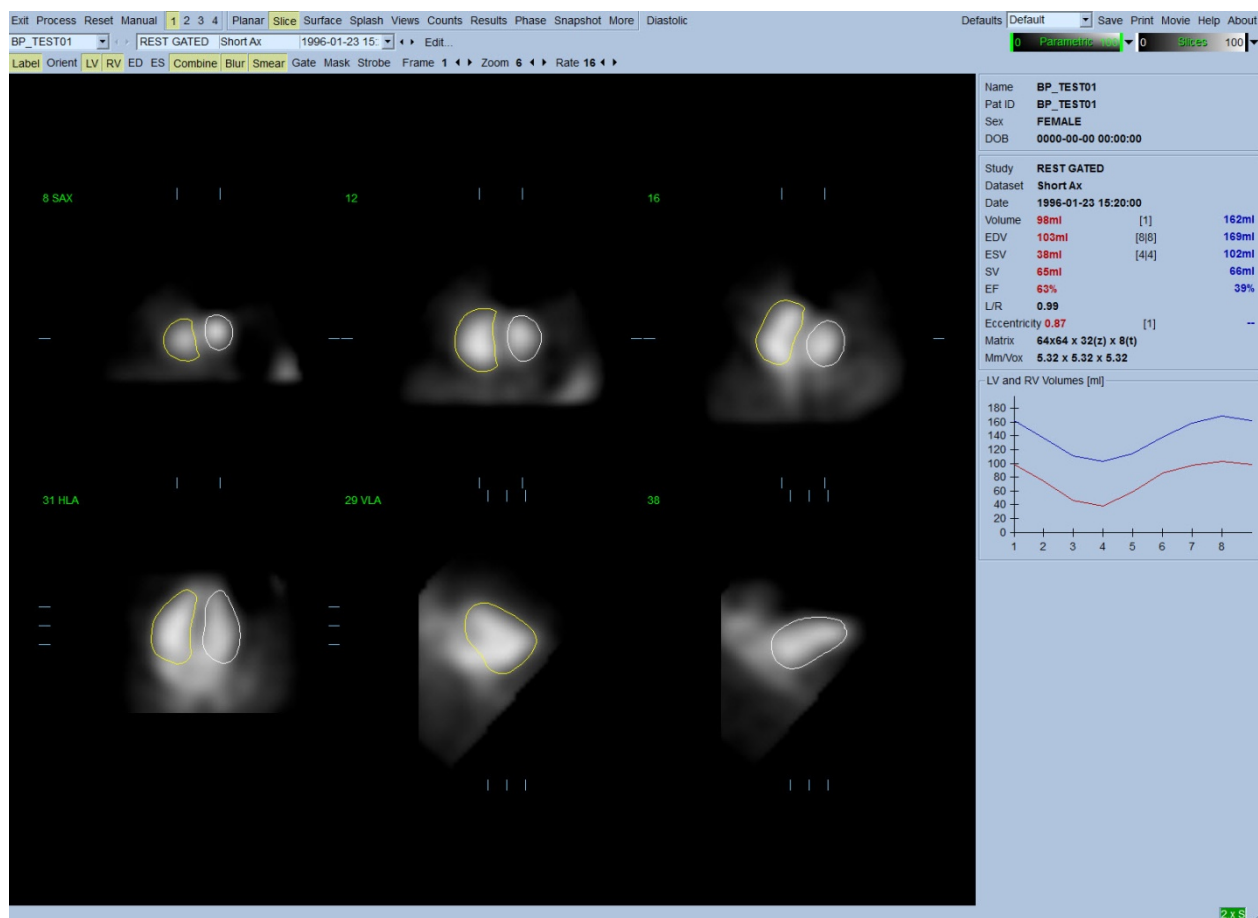 Exit Process Reset Manual 1 2 3 4 Planar Slice Surface Splash Views Counts Results Phase Snapshot More Diastolic Defaults Default Save Print Movie Help About
BP_TEST01 REST GATED Short Ax 1996-01-23 15: Edit... 0 Parametric 100 0 Slices 100
Label Orient LV RV ED ES Combine Blur Smear Gate Mask Strobe Frame 1 Zoom 6 Rate 16
Name BP_TEST01
Pat ID BP_TEST01
Sex FEMALE
DOB 0000-00-00 00:00:00
Study REST GATED
Dataset Short Ax
Date 1996-01-23 15:20:00
Volume 98ml [1] 162ml
EDV 103ml [8|8] 169ml
ESV 38ml [4|4] 102ml
SV 65ml 66ml
EF 63% 39%
L/R 0.99
Eccentricity 0.87 [1] --
Matrix 64x64 x 32(z) x 8(t)
Mm/Vox 5.32 x 5.32 x 5.32
LV and RV Volumes [ml]
180
160
140
120
100
80
60
40
20
0
1 2 3 4 5 6 7 8
8 SAX 12 16
31 HLA 29 VLA 38
2 x S